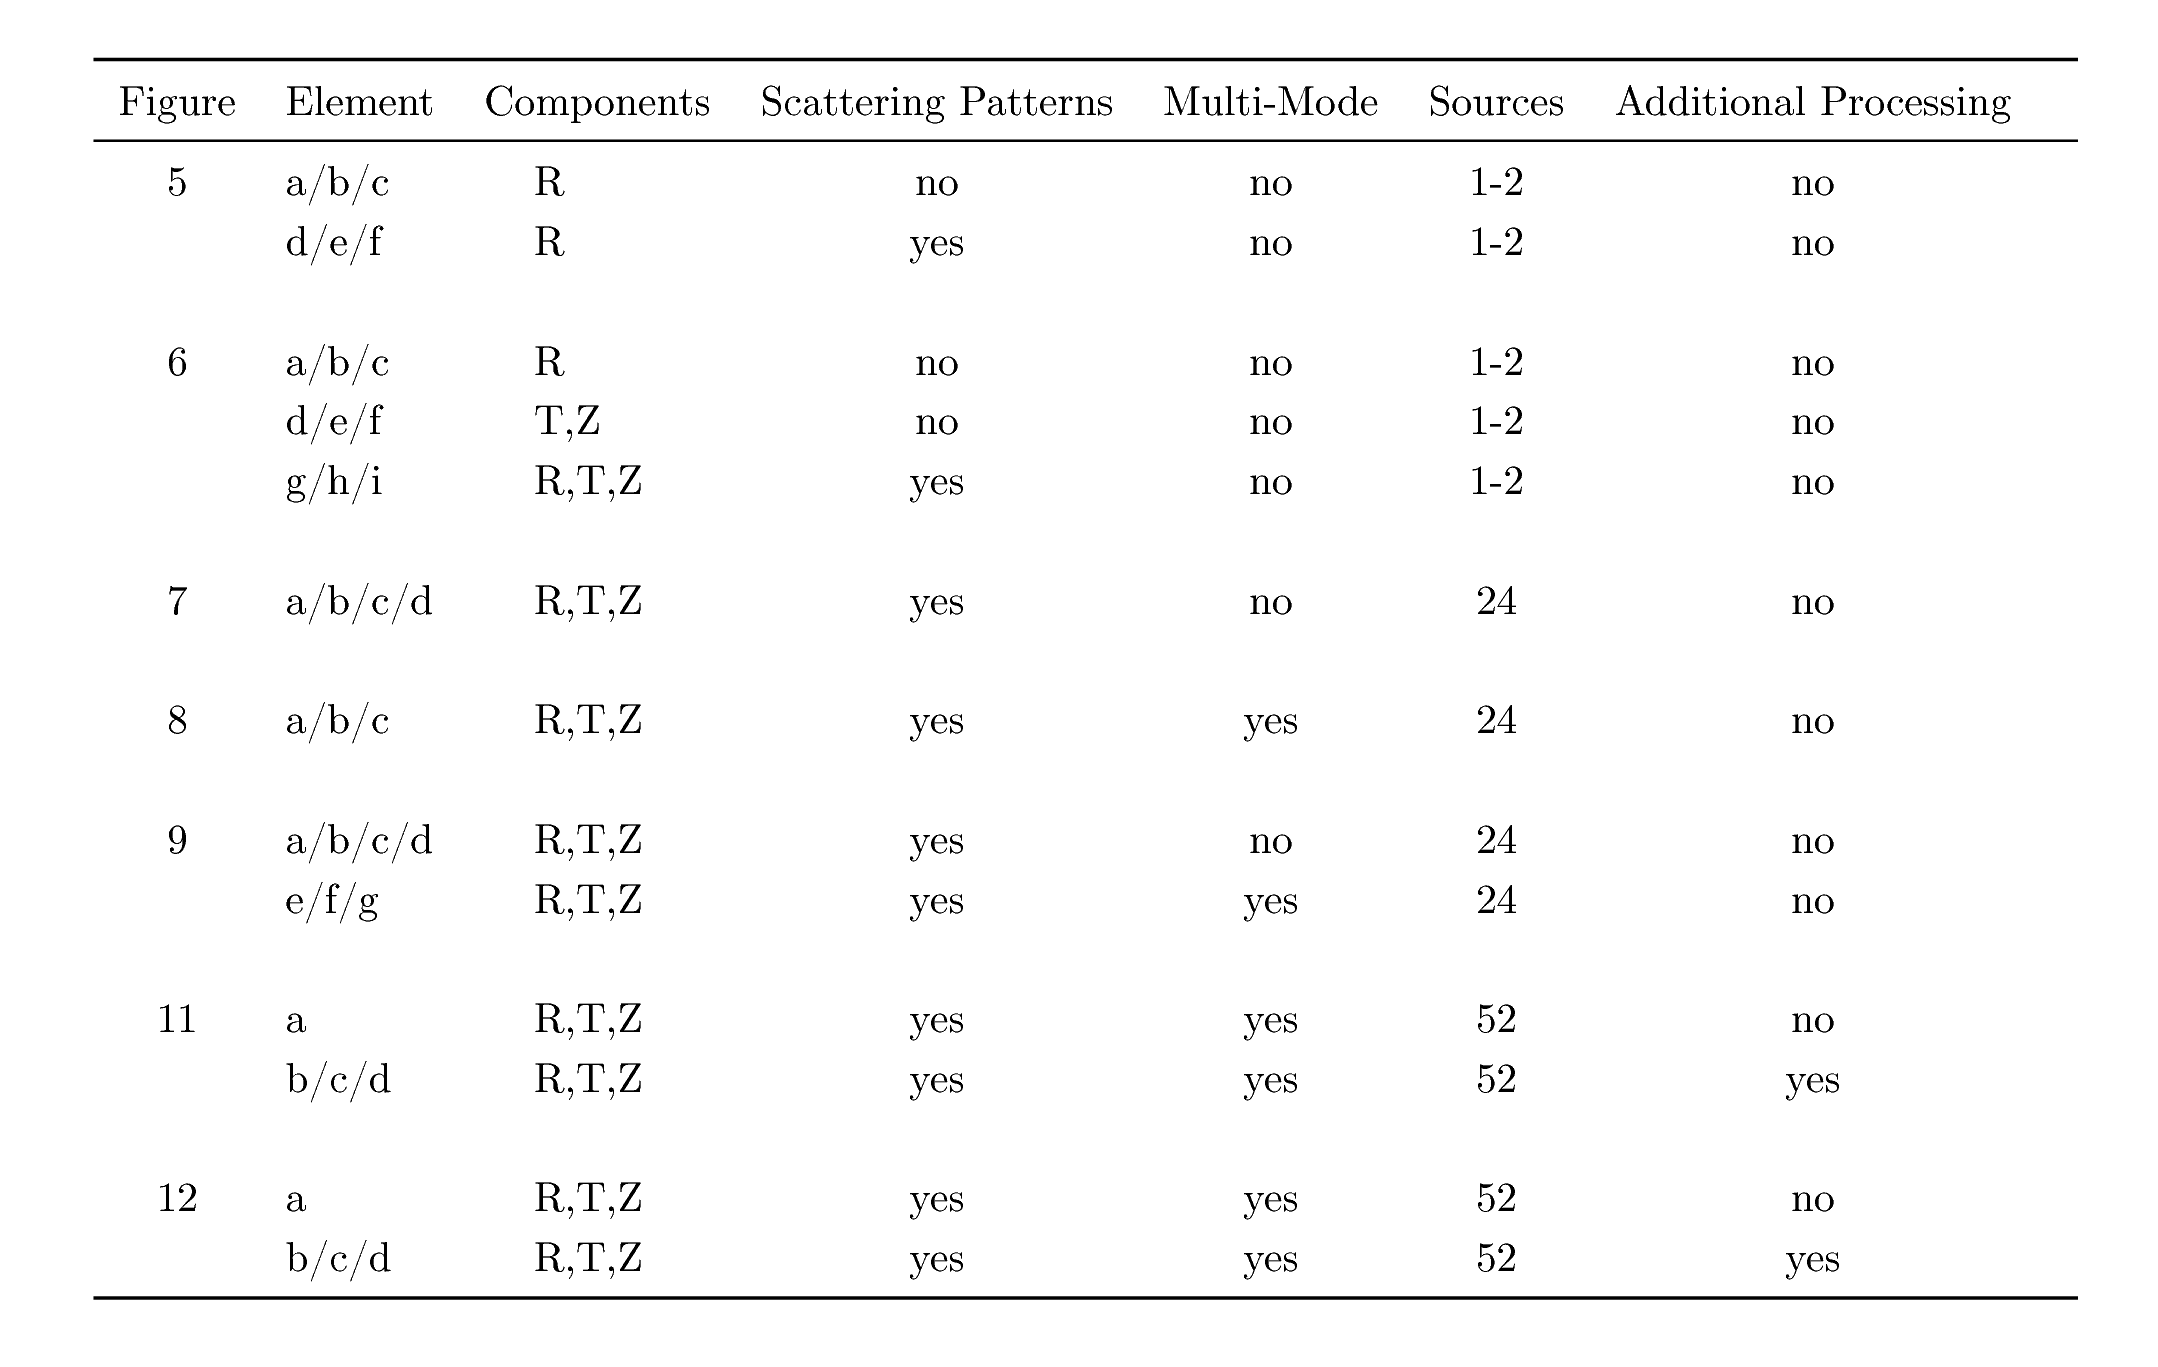 Figure Element Components Scattering Patterns Multi-Mode Sources Additional Processing
5 a/b/c R no no 1-2 no
d/e/f R yes no 1-2 no
6 a/b/c R no no 1-2 no
d/e/f T,Z no no 1-2 no
g/h/i R,T,Z yes no 1-2 no
7 a/b/c/d R,T,Z yes no 24 no
8 a/b/c R,T,Z yes yes 24 no
9 a/b/c/d R,T,Z yes no 24 no
e/f/g R,T,Z yes yes 24 no
11 a R,T,Z yes yes 52 no
b/c/d R,T,Z yes yes 52 yes
12 a R,T,Z yes yes 52 no
b/c/d R,T,Z yes yes 52 yes